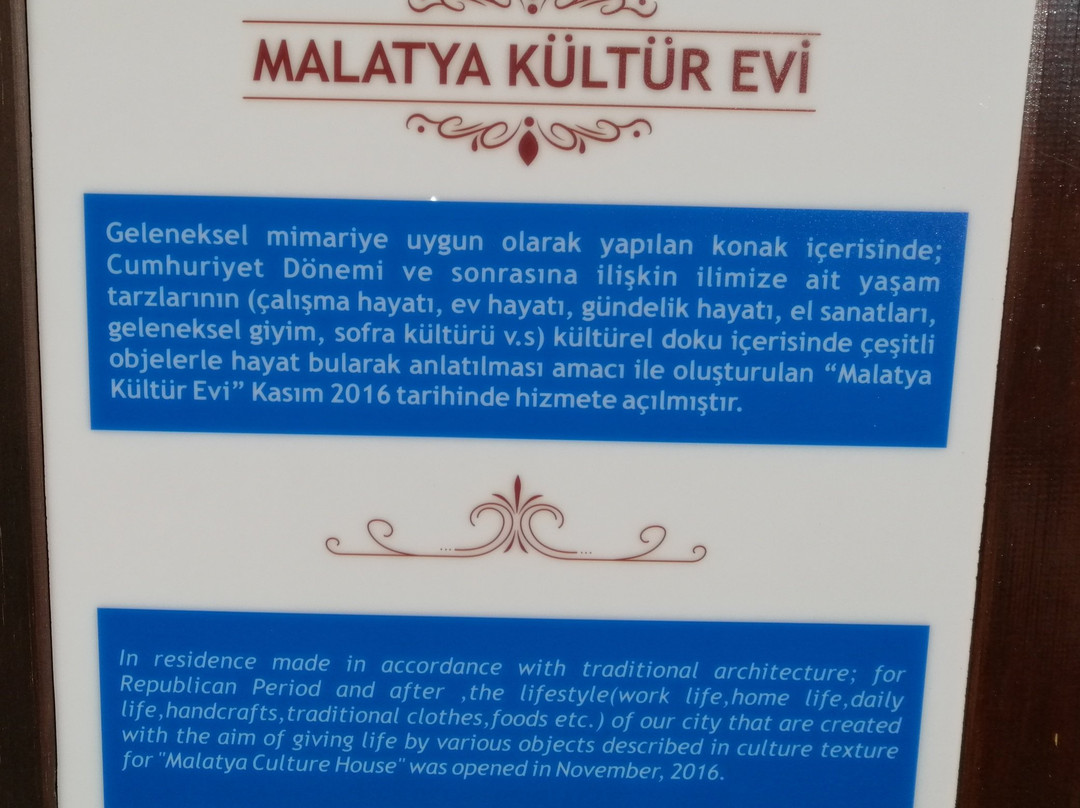 MALATYA KÜLTÜR EVİ
Geleneksel mimariye uygun olarak yapılan konak içerisinde;
Cumhuriyet Dönemi ve sonrasına ilişkin ilimize ait yaşam
tarzlarının (çalışma hayatı, ev hayatı, gündelik hayatı, el sanatları,
geleneksel giyim, sofra kültürü v.s) kültürel doku içerisinde çeşitli
objelerle hayat bularak anlatılması amacı ile oluşturulan “Malatya
Kültür Evi” Kasım 2016 tarihinde hizmete açılmıştır.
In residence made in accordance with traditional architecture; for
Republican Period and after ,the lifestyle(work life,home life,daily
life,handcrafts,traditional clothes,foods etc.) of our city that are created
with the aim of giving life by various objects described in culture texture
for "Malatya Culture House" was opened in November, 2016.